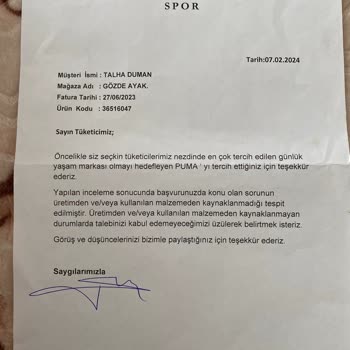 SPOR
Tarih:07.02.2024
Müşteri İsmi : TALHA DUMAN
Mağaza Adı : GÖZDE AYAK.
Fatura Tarihi : 27/06/2023
Ürün Kodu : 36516047
Sayın Tüketicimiz;
Öncelikle siz seçkin tüketicilerimiz nezdinde en çok tercih edilen günlük
yaşam markası olmayı hedefleyen PUMA' yı tercih ettiğiniz için teşekkür
ederiz.
Yapılan inceleme sonucunda başvurunuzda konu olan sorunun
üretimden ve/veya kullanılan malzemeden kaynaklanmadığı tespit
edilmiştir. Üretimden ve/veya kullanılan malzemeden kaynaklanmayan
durumlarda talebinizi kabul edemeyeceğimizi üzülerek belirtmek isteriz.
Görüş ve düşüncelerinizi bizimle paylaştığınız için teşekkür ederiz.
Saygılarımızla